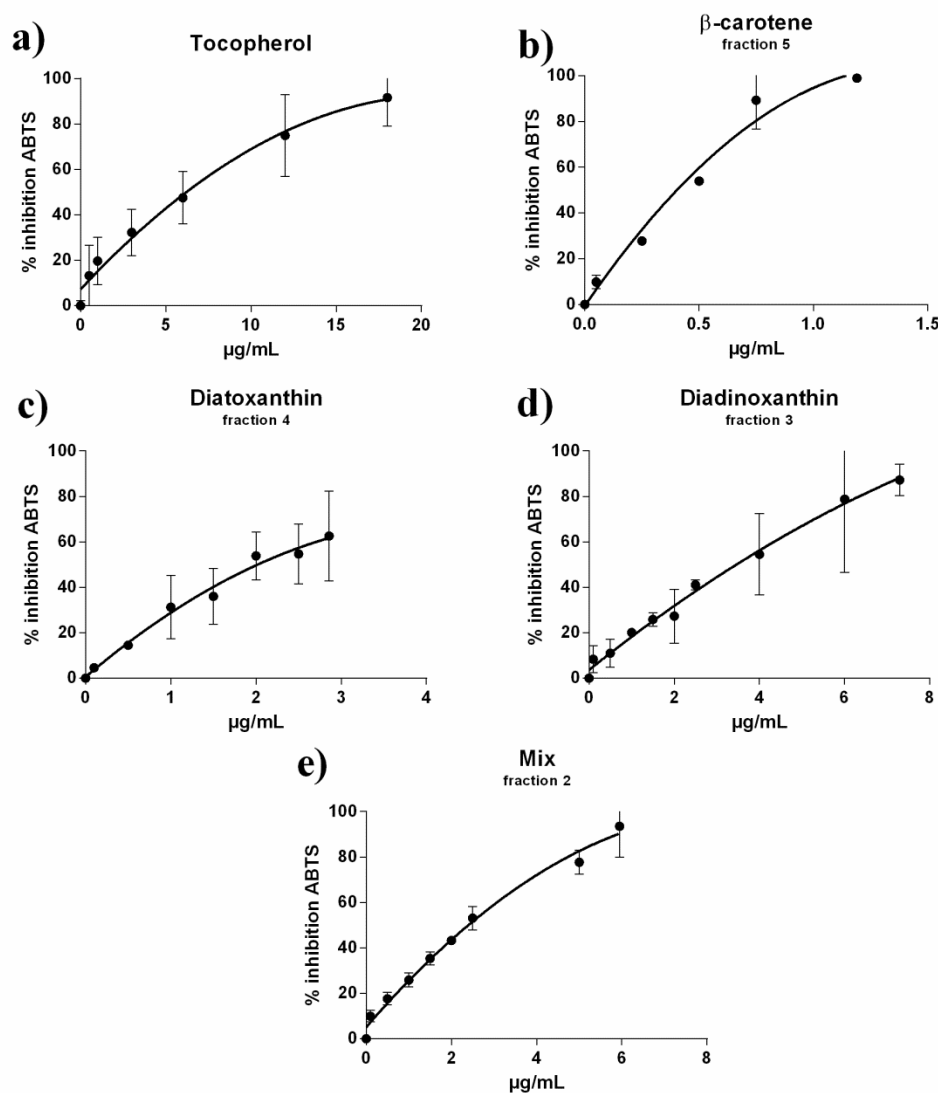 a)
Tocopherol
% inhibition ABTS
100
80
60
40
20
0
0 5 10 15 20
µg/mL
b)
β-carotene
fraction 5
% inhibition ABTS
100
80
60
40
20
0
0.0 0.5 1.0 1.5
µg/mL
c)
Diatoxanthin
fraction 4
% inhibition ABTS
100
80
60
40
20
0
0 1 2 3 4
µg/mL
d)
Diadinoxanthin
fraction 3
% inhibition ABTS
100
80
60
40
20
0
0 2 4 6 8
µg/mL
e)
Mix
fraction 2
% inhibition ABTS
100
80
60
40
20
0
0 2 4 6 8
µg/mL